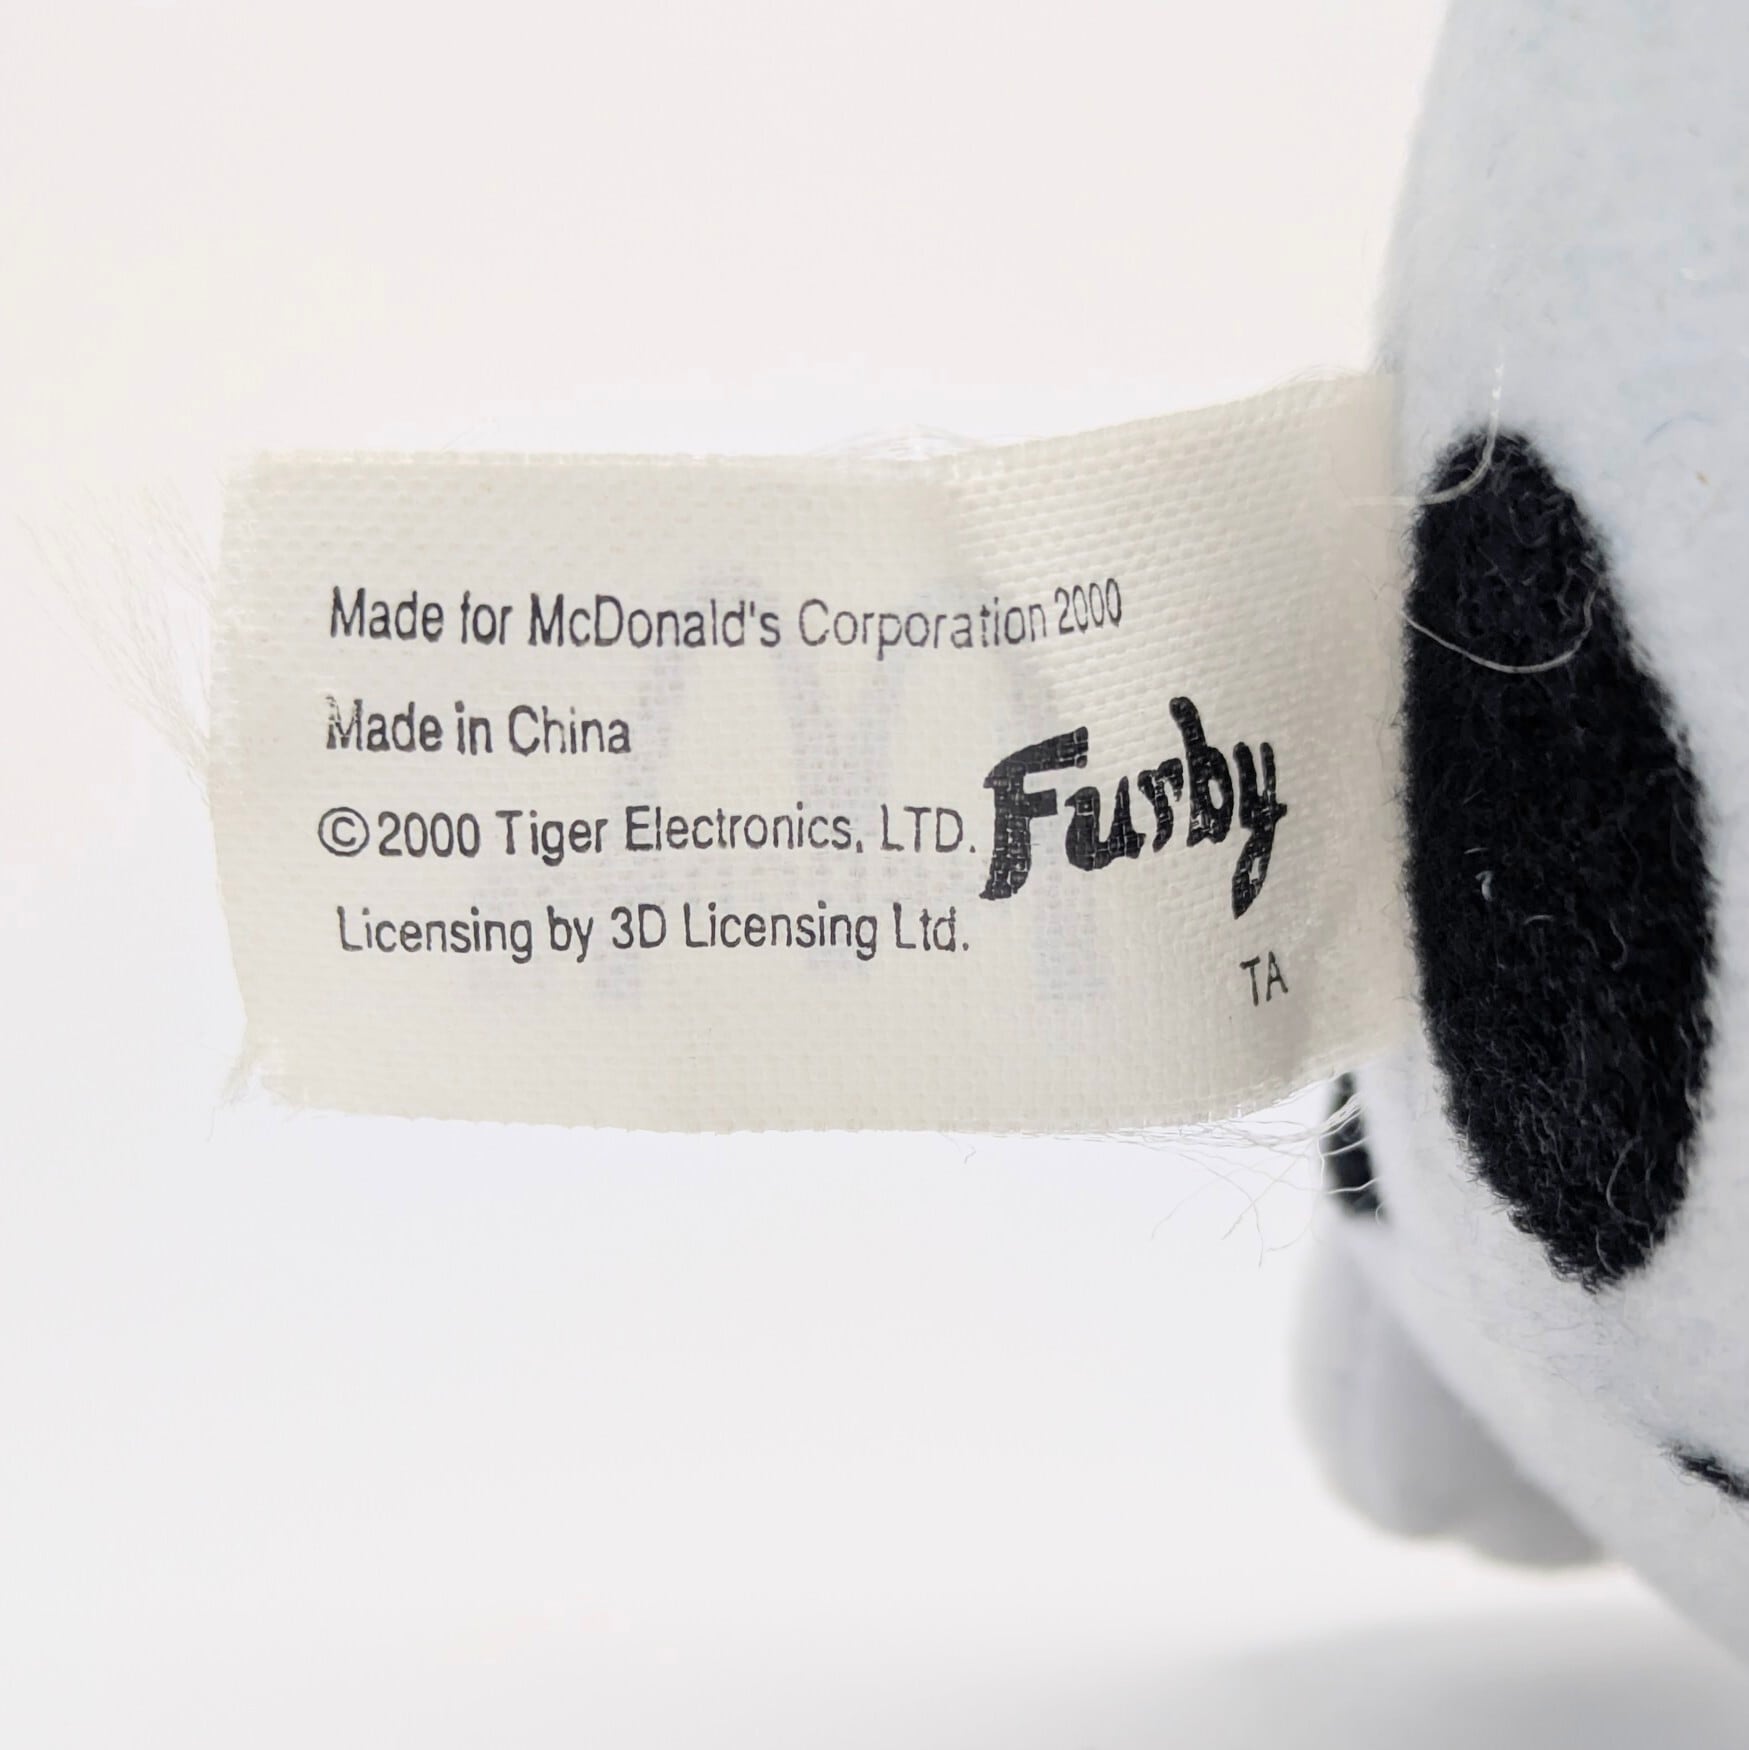 Made for McDonald's Corporation 2000
Made in China
©2000 Tiger Electronics, LTD.
Furby
Licensing by 3D Licensing Ltd.
TA